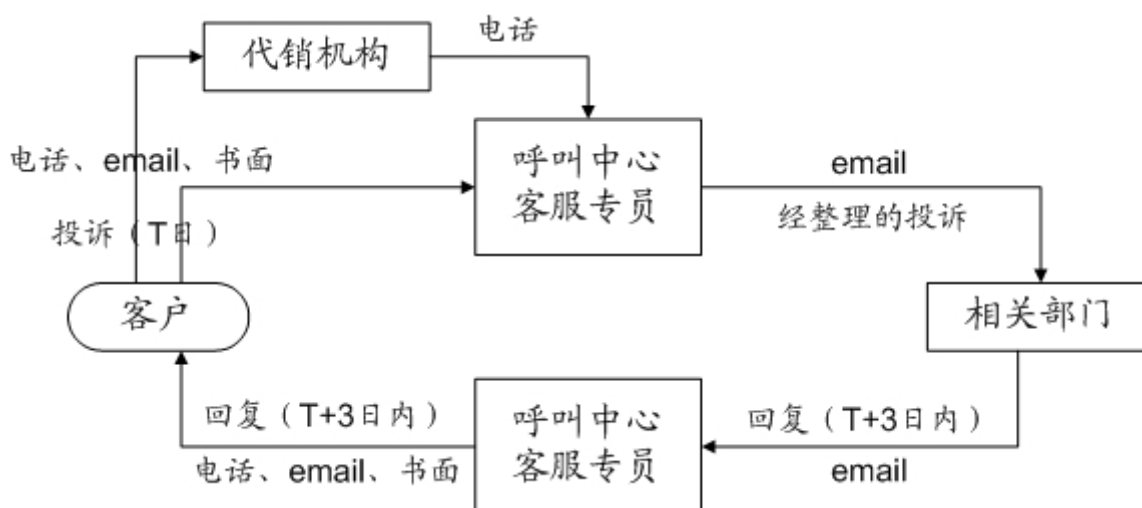 代销机构
电话
电话、email、书面
投诉（T日）
呼叫中心
客服专员
email
经整理的投诉
客户
相关部门
回复（T+3日内）
电话、email、书面
呼叫中心
客服专员
回复（T+3日内）
email